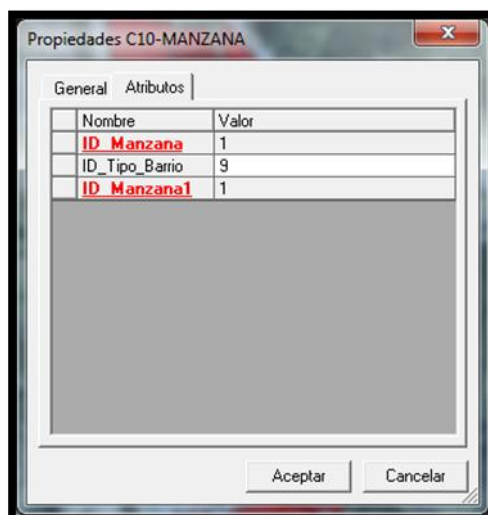 Propiedades C10-MANZANA
General Atributos
Nombre Valor
ID_Manzana 1
ID_Tipo_Barrio 9
ID_Manzana1 1
Aceptar Cancelar